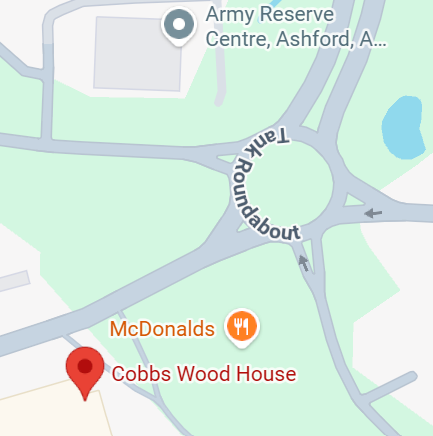 Army Reserve
Centre, Ashford, A...
Tank Roundabout
McDonalds
Cobbs Wood House